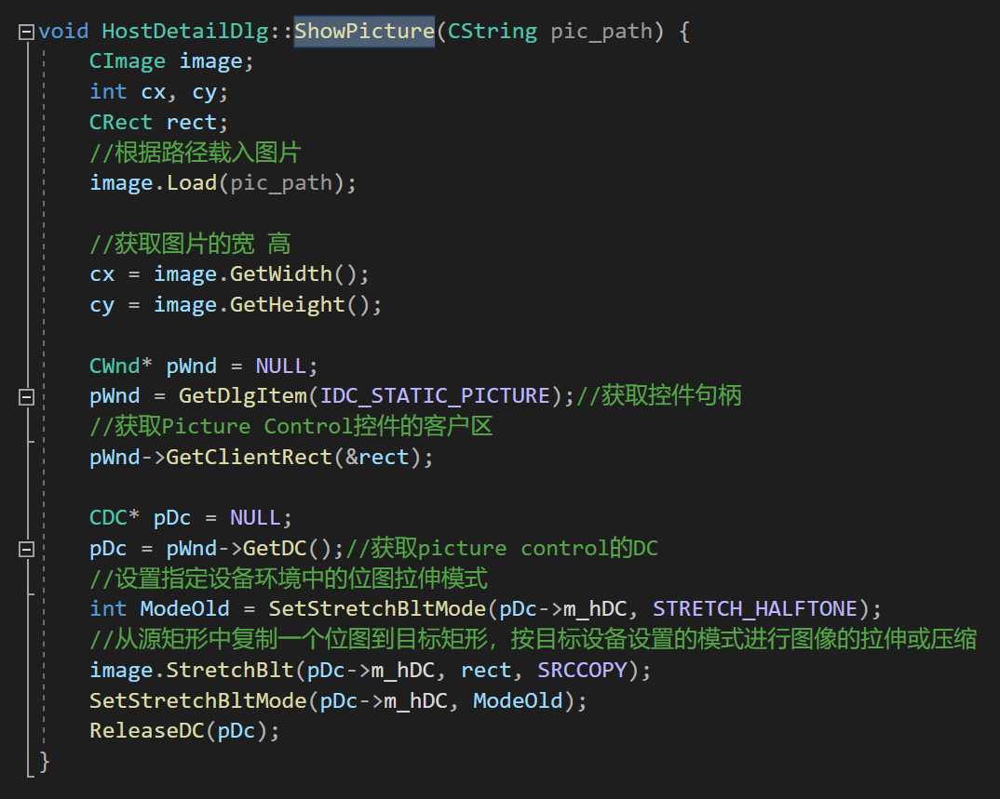 void HostDetailDlg::ShowPicture(CString pic_path) {
CImage image;
int cx, cy;
CRect rect;
//根据路径载入图片
image.Load(pic_path);
//获取图片的宽 高
cx = image.GetWidth();
cy = image.GetHeight();
CWnd* pWnd = NULL;
pWnd = GetDlgItem(IDC_STATIC_PICTURE);//获取控件句柄
//获取Picture Control控件的客户区
pWnd->GetClientRect(&rect);
CDC* pDc = NULL;
pDc = pWnd->GetDC();//获取picture control的DC
//设置指定设备环境中的位图拉伸模式
int ModeOld = SetStretchBltMode(pDc->m_hDC, STRETCH_HALFTONE);
//从源矩形中复制一个位图到目标矩形，按目标设备设置的模式进行图像的拉伸或压缩
image.StretchBlt(pDc->m_hDC, rect, SRCCOPY);
SetStretchBltMode(pDc->m_hDC, ModeOld);
ReleaseDC(pDc);
}